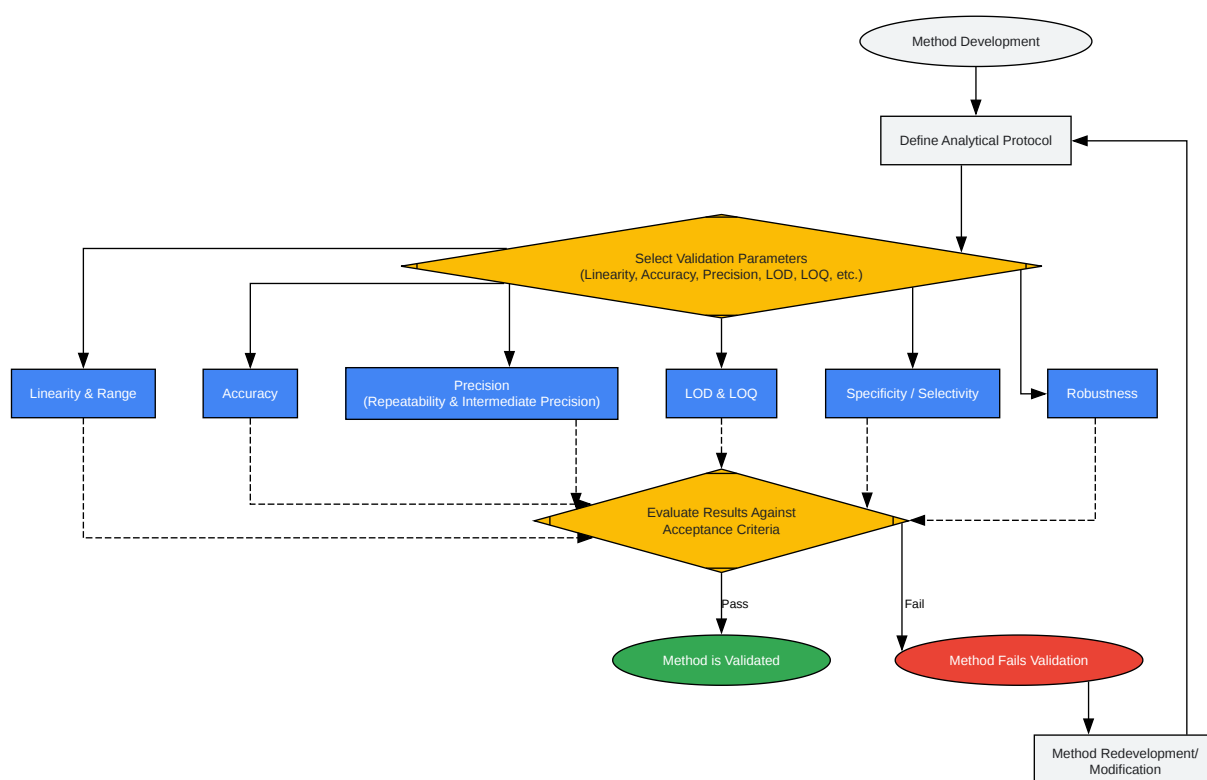 Method Development
Define Analytical Protocol
Select Validation Parameters
(Linearity, Accuracy, Precision, LOD, LOQ, etc.)
Linearity & Range
Accuracy
Precision
(Repeatability & Intermediate Precision)
LOD & LOQ
Specificity / Selectivity
Robustness
Evaluate Results Against
Acceptance Criteria
Pass
Fail
Method is Validated
Method Fails Validation
Method Redevelopment/
Modification